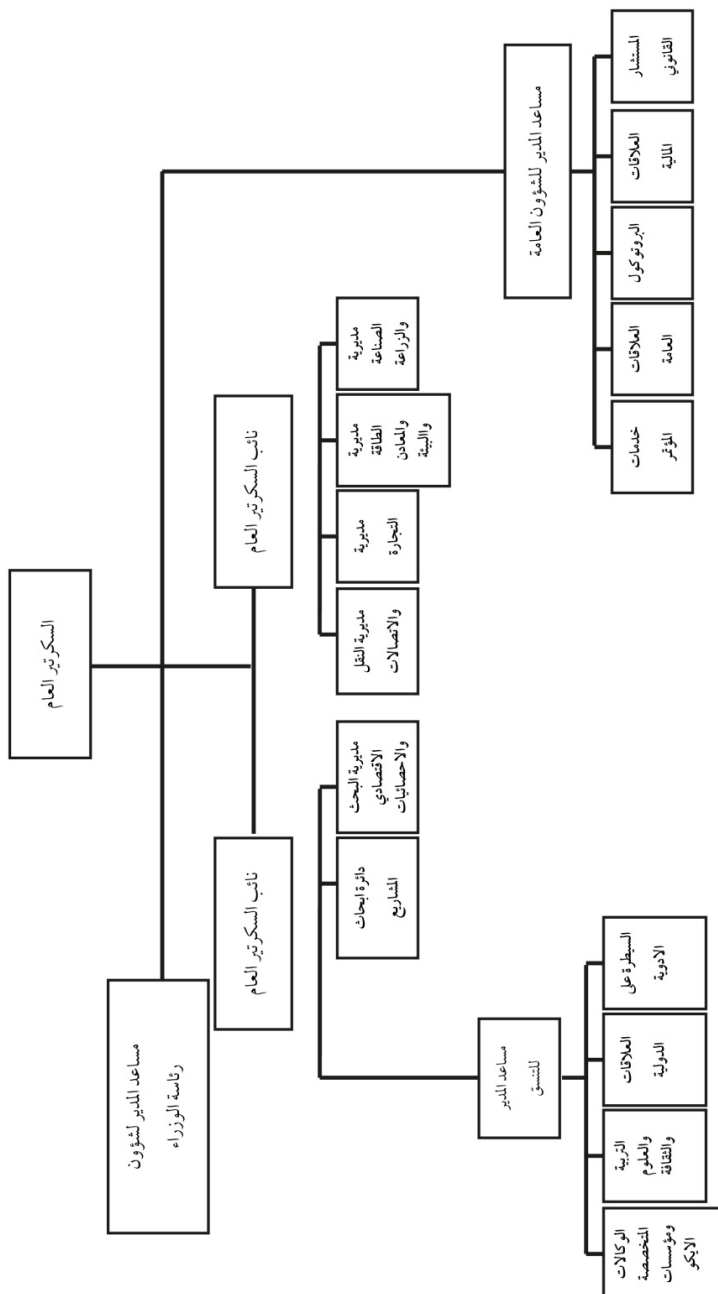 السكرتير العام
مساعد المدير لشؤون
رئاسة الوزراء
نائب السكرتير العام
نائب السكرتير العام
مديرية
الصناعة
والزراعة
مديرية
الطاقة
والمعادن
واالبيئة
مديرية
التجارة
مديرية النقل
والاتصالات
مديرية البحث
الاقتصادي
والاحصائيات
دائرة ابحاث
المشاريع
مساعد المدير للشؤون العامة
مساعد المدير
للتنسق
المستشار
القانوني
العلاقات
المالية
البروتوكول
العلاقات
العامة
خدمات
المؤتمر
السيطرة على
الادوية
العلاقات
الدولية
التربية
والعلوم
والثقافة
الوكالات
المتخصصة
ومؤسسات
الايكو